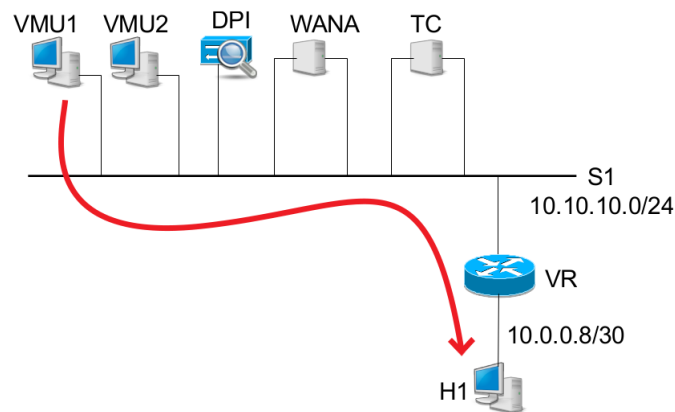 VMU1
VMU2
DPI
WANA
TC
S1
10.10.10.0/24
VR
10.0.0.8/30
H1